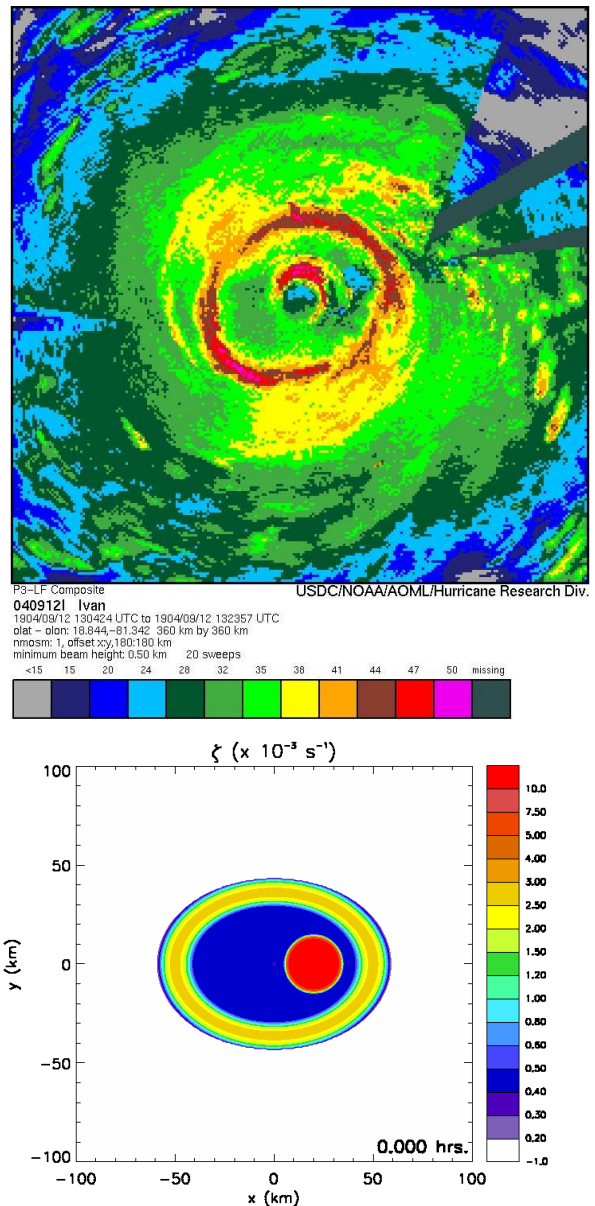 P3-LF Composite
USDC/NOAA/AOML/Hurricane Research Div.
040912I Ivan
1904/09/12 130424 UTC to 1904/09/12 132357 UTC
olat - olon: 18.844,-81.342 360 km by 360 km
nmosm: 1, offset x:y,180:180 km
minimum beam height: 0.50 km 20 sweeps
<15 15 20 24 28 32 35 38 41 44 47 50 missing
ζ (x 10⁻³ s⁻¹)
100
50
0
-50
-100
y (km)
-100 -50 0 50 100
x (km)
0.000 hrs.
10.0
7.50
5.00
4.00
3.00
2.50
2.00
1.50
1.20
1.00
0.80
0.60
0.50
0.40
0.30
0.20
-1.0